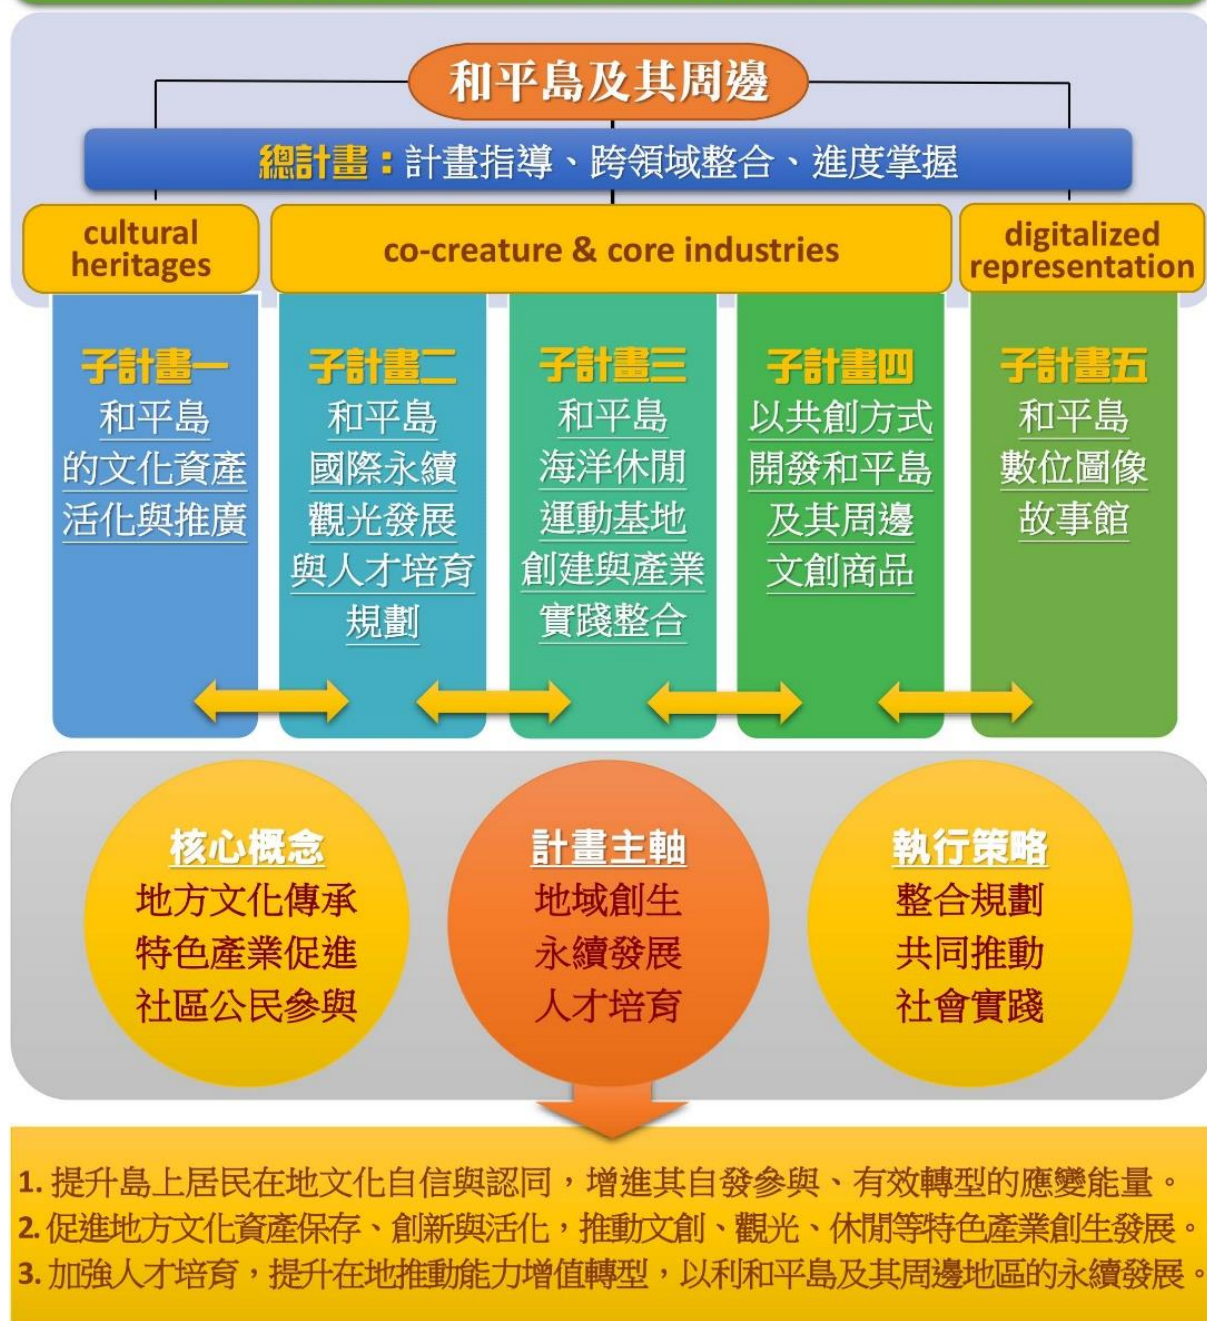 和平島及其周邊
總計畫：計畫指導、跨領域整合、進度掌握
cultural
heritages
co-creature & core industries
digitalized
representation
子計畫一
和平島
的文化資產
活化與推廣
子計畫二
和平島
國際永續
觀光發展
與人才培育
規劃
子計畫三
和平島
海洋休閒
運動基地
創建與產業
實踐整合
子計畫四
以共創方式
開發和平島
及其周邊
文創商品
子計畫五
和平島
數位圖像
故事館
核心概念
地方文化傳承
特色產業促進
社區公民參與
計畫主軸
地域創生
永續發展
人才培育
執行策略
整合規劃
共同推動
社會實踐
1. 提升島上居民在地文化自信與認同，增進其自發參與、有效轉型的應變能量。
2. 促進地方文化資產保存、創新與活化，推動文創、觀光、休閒等特色產業創生發展。
3. 加強人才培育，提升在地推動能力增值轉型，以利和平島及其周邊地區的永續發展。